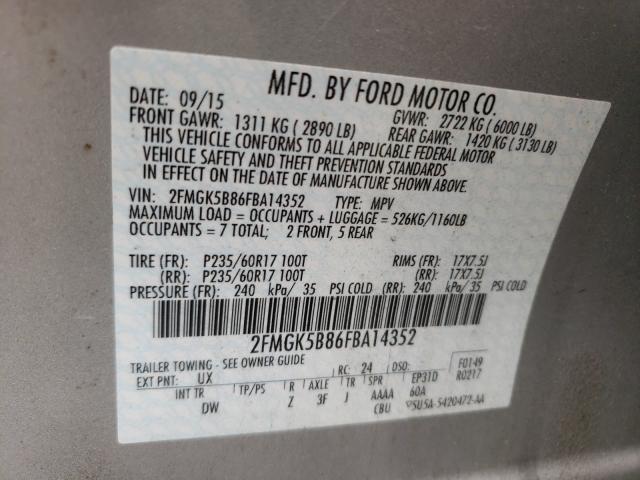 MFD. BY FORD MOTOR CO.
DATE: 09/15 GVWR: 2722 KG ( 6000 LB)
FRONT GAWR: 1311 KG ( 2890 LB) REAR GAWR: 1420 KG ( 3130 LB)
THIS VEHICLE CONFORMS TO ALL APPLICABLE FEDERAL MOTOR
VEHICLE SAFETY AND THEFT PREVENTION STANDARDS
IN EFFECT ON THE DATE OF MANUFACTURE SHOWN ABOVE.
VIN: 2FMGK5B86FBA14352 TYPE: MPV
MAXIMUM LOAD = OCCUPANTS + LUGGAGE = 526KG/1160LB
OCCUPANTS = 7 TOTAL; 2 FRONT, 5 REAR
TIRE (FR): P235/60R17 100T RIMS (FR): 17X7.5J
(RR): P235/60R17 100T (RR): 17X7.5J
PRESSURE (FR): 240 kPa/ 35 PSI COLD (RR): 240 kPa/ 35 PSI COLD
2FMGK5B86FBA14352
TRAILER TOWING - SEE OWNER GUIDE
EXT PNT: UX RC: 24 DSO: F0149
R0217
INT TR TP/PS R AXLE TR SPR EP31D
DW Z 3F J AAAA 60A
CBU 5U5A-5420472-AA